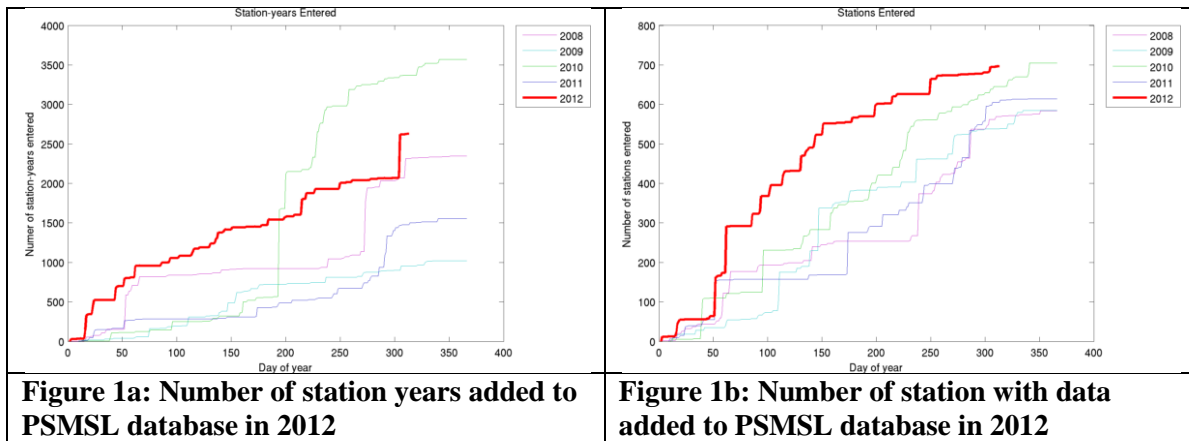 Station-years Entered
4000
3500
3000
2500
2000
1500
1000
500
0
Numer of station-years entered
0 50 100 150 200 250 300 350 400
Day of year
2008
2009
2010
2011
2012
Stations Entered
800
700
600
500
400
300
200
100
0
Number of stations entered
0 50 100 150 200 250 300 350 400
Day of year
2008
2009
2010
2011
2012
Figure 1a: Number of station years added to
PSMSL database in 2012
Figure 1b: Number of station with data
added to PSMSL database in 2012